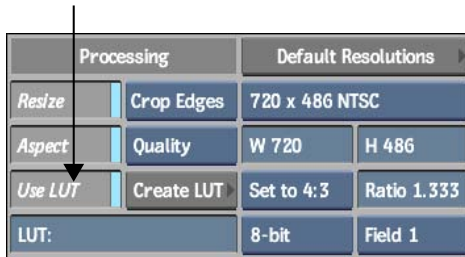 Processing Default Resolutions
Resize Crop Edges 720 x 486 NTSC
Aspect Quality W 720 H 486
Use LUT Create LUT Set to 4:3 Ratio 1.333
LUT: 8-bit Field 1